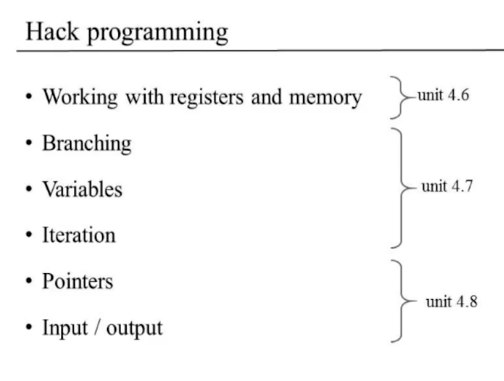 Hack programming
• Working with registers and memory
unit 4.6
• Branching
• Variables
unit 4.7
• Iteration
• Pointers
• Input / output
unit 4.8